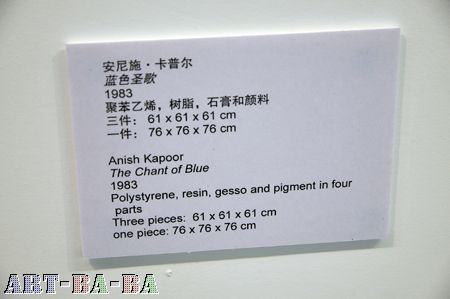 安尼施·卡普尔
蓝色圣歌
1983
聚苯乙烯，树脂，石膏和颜料
三件： 61 x 61 x 61 cm
一件： 76 x 76 x 76 cm
Anish Kapoor
The Chant of Blue
1983
Polystyrene, resin, gesso and pigment in four
parts
Three pieces: 61 x 61 x 61 cm
one piece: 76 x 76 x 76 cm
ART-BA-BA